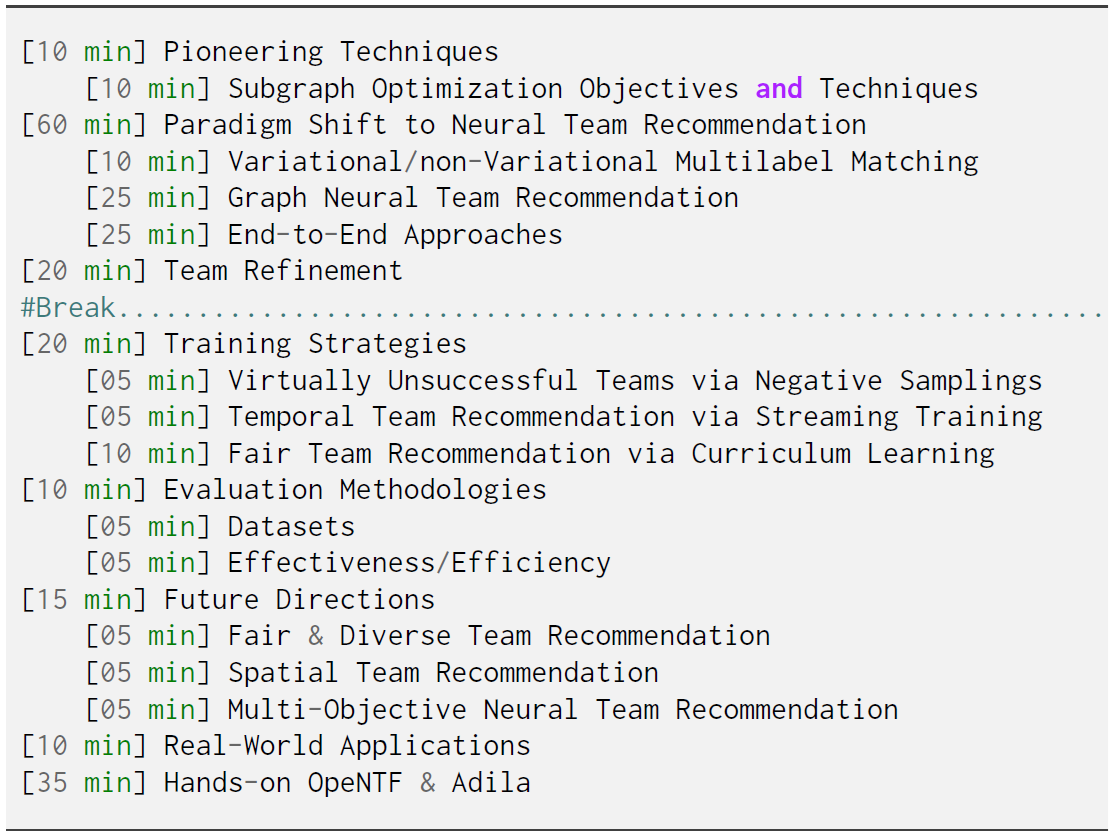 [10 min] Pioneering Techniques
[10 min] Subgraph Optimization Objectives and Techniques
[60 min] Paradigm Shift to Neural Team Recommendation
[10 min] Variational/non-Variational Multilabel Matching
[25 min] Graph Neural Team Recommendation
[25 min] End-to-End Approaches
[20 min] Team Refinement
#Break..............................................................
[20 min] Training Strategies
[05 min] Virtually Unsuccessful Teams via Negative Samplings
[05 min] Temporal Team Recommendation via Streaming Training
[10 min] Fair Team Recommendation via Curriculum Learning
[10 min] Evaluation Methodologies
[05 min] Datasets
[05 min] Effectiveness/Efficiency
[15 min] Future Directions
[05 min] Fair & Diverse Team Recommendation
[05 min] Spatial Team Recommendation
[05 min] Multi-Objective Neural Team Recommendation
[10 min] Real-World Applications
[35 min] Hands-on OpeNTF & Adila